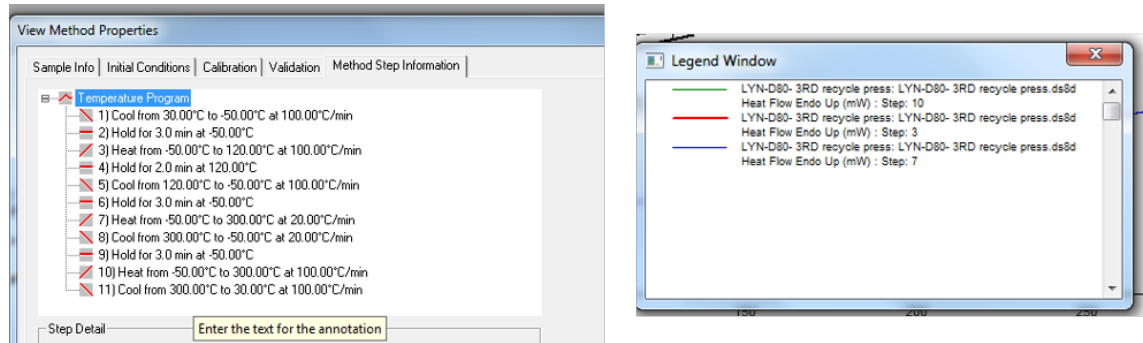 View Method Properties
Sample Info Initial Conditions Calibration Validation Method Step Information
Temperature Program
1) Cool from 30.00°C to -50.00°C at 100.00°C/min
2) Hold for 3.0 min at -50.00°C
3) Heat from -50.00°C to 120.00°C at 100.00°C/min
4) Hold for 2.0 min at 120.00°C
5) Cool from 120.00°C to -50.00°C at 100.00°C/min
6) Hold for 3.0 min at -50.00°C
7) Heat from -50.00°C to 300.00°C at 20.00°C/min
8) Cool from 300.00°C to -50.00°C at 20.00°C/min
9) Hold for 3.0 min at -50.00°C
10) Heat from -50.00°C to 300.00°C at 100.00°C/min
11) Cool from 300.00°C to 30.00°C at 100.00°C/min
Step Detail
Enter the text for the annotation
Legend Window
LYN-D80- 3RD recycle press: LYN-D80- 3RD recycle press.ds8d
Heat Flow Endo Up (mW) : Step: 10
LYN-D80- 3RD recycle press: LYN-D80- 3RD recycle press.ds8d
Heat Flow Endo Up (mW) : Step: 3
LYN-D80- 3RD recycle press: LYN-D80- 3RD recycle press.ds8d
Heat Flow Endo Up (mW) : Step: 7
150 200 250